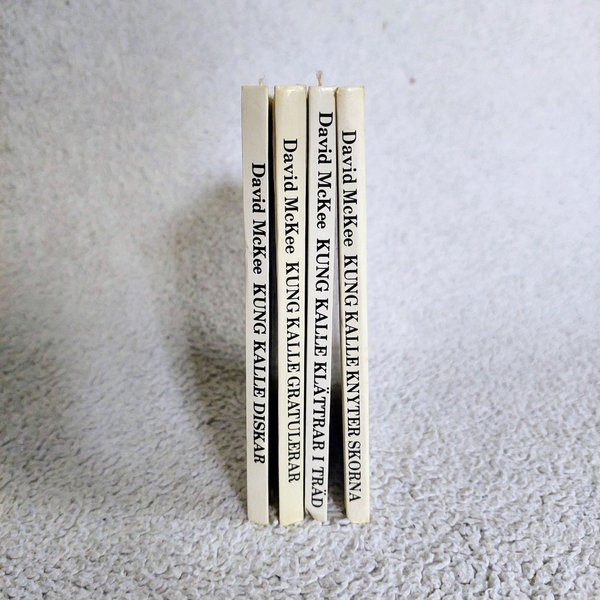 David McKee KUNG KALLE DISKAR
David McKee KUNG KALLE GRATULERAR
David McKee KUNG KALLE KLÄTTRAR I TRÄD
David McKee KUNG KALLE KNYTER SKORNA